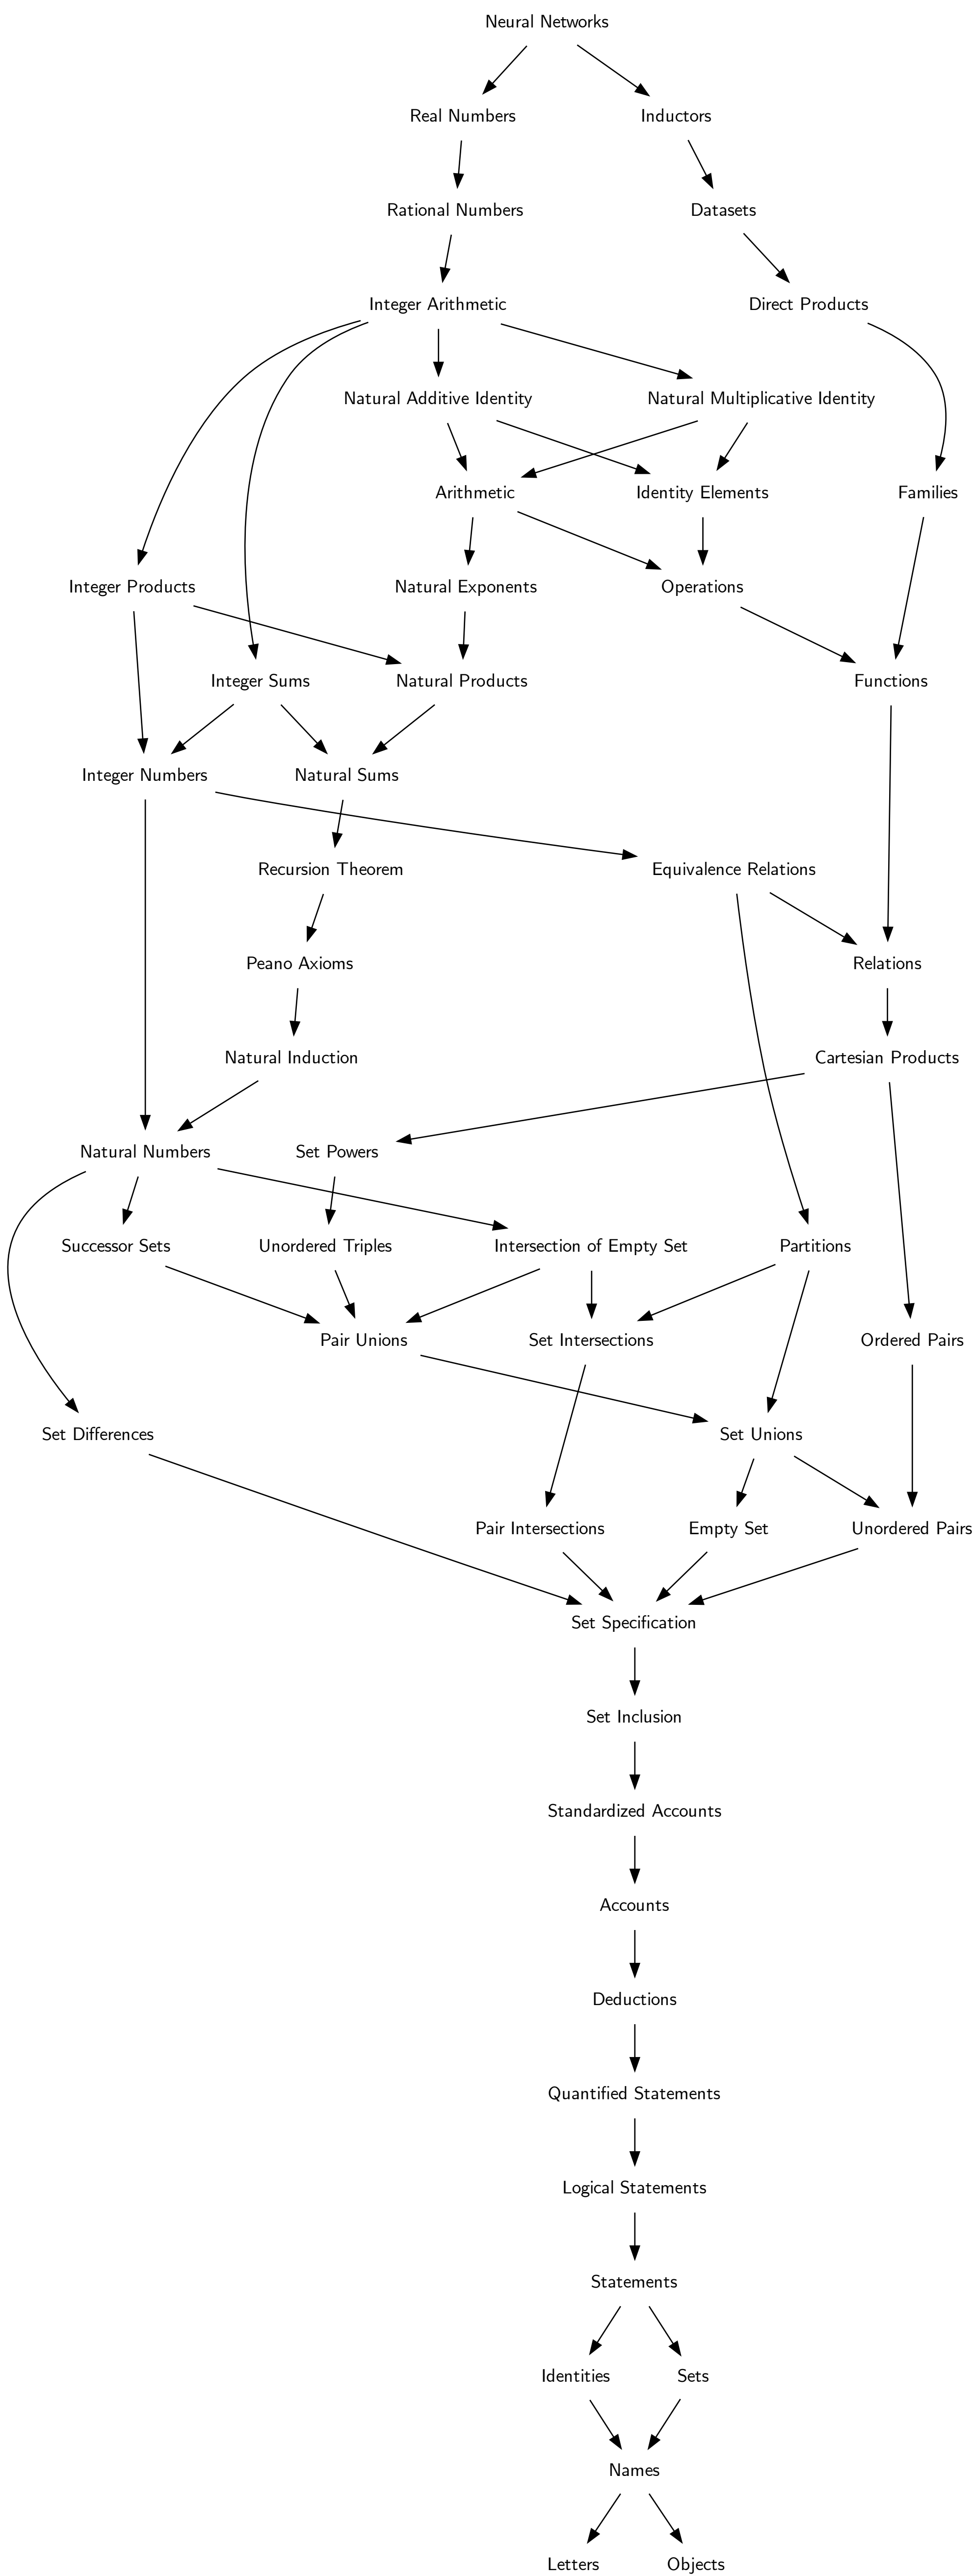 Neural Networks
Real Numbers
Inductors
Rational Numbers
Datasets
Integer Arithmetic
Direct Products
Natural Additive Identity
Natural Multiplicative Identity
Arithmetic
Identity Elements
Families
Integer Products
Natural Exponents
Operations
Integer Sums
Natural Products
Functions
Integer Numbers
Natural Sums
Recursion Theorem
Equivalence Relations
Peano Axioms
Relations
Natural Induction
Cartesian Products
Natural Numbers
Set Powers
Successor Sets
Unordered Triples
Intersection of Empty Set
Partitions
Pair Unions
Set Intersections
Ordered Pairs
Set Differences
Set Unions
Pair Intersections
Empty Set
Unordered Pairs
Set Specification
Set Inclusion
Standardized Accounts
Accounts
Deductions
Quantified Statements
Logical Statements
Statements
Identities
Sets
Names
Letters
Objects